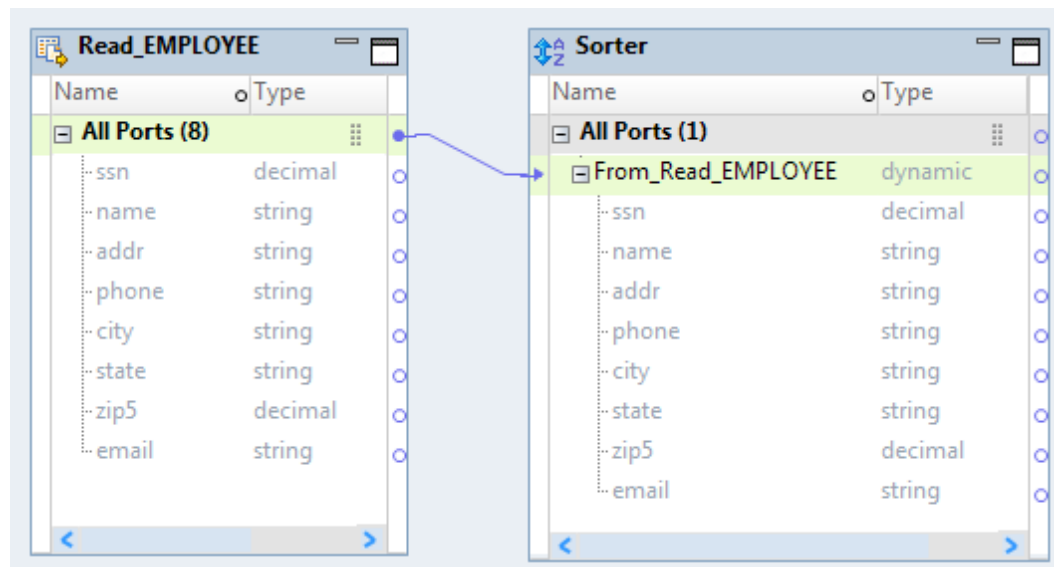 Read_EMPLOYEE
Name Type
All Ports (8)
ssn decimal
name string
addr string
phone string
city string
state string
zip5 decimal
email string
AZ Sorter
Name Type
All Ports (1)
From_Read_EMPLOYEE dynamic
ssn decimal
name string
addr string
phone string
city string
state string
zip5 decimal
email string